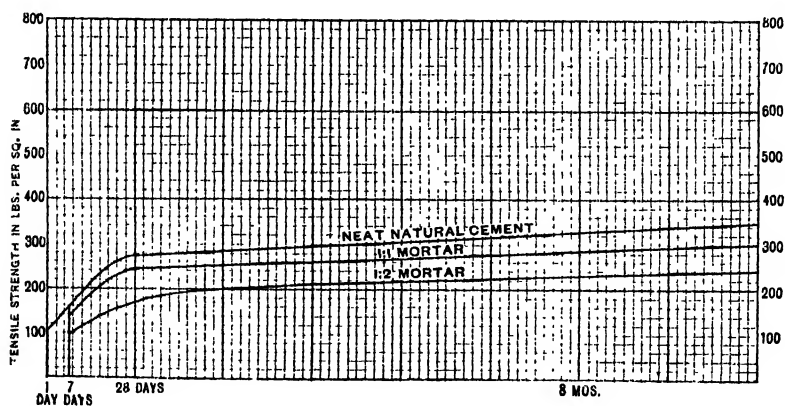 800
700
600
500
400
300
200
100
TENSILE STRENGTH IN LBS. PER SQ. IN
800
700
600
500
400
300
200
100
NEAT NATURAL CEMENT
1:1 MORTAR
1:2 MORTAR
1 7 28 DAYS 8 MOS.
DAY DAYS